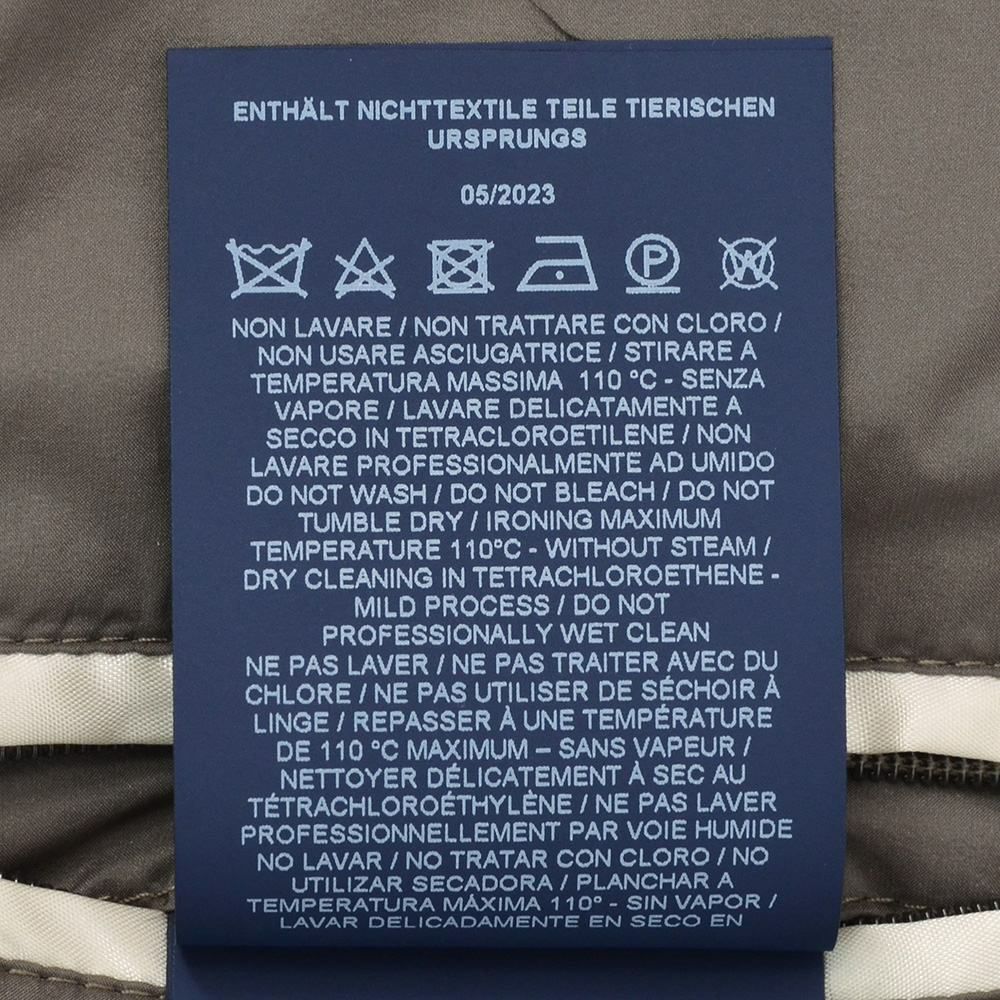 ENTHÄLT NICHTTEXTILE TEILE TIERISCHEN
URSPRUNGS
05/2023
P W
NON LAVARE / NON TRATTARE CON CLORO /
NON USARE ASCIUGATRICE / STIRARE A
TEMPERATURA MASSIMA 110 °C - SENZA
VAPORE / LAVARE DELICATAMENTE A
SECCO IN TETRACLOROETILENE / NON
LAVARE PROFESSIONALMENTE AD UMIDO
DO NOT WASH / DO NOT BLEACH / DO NOT
TUMBLE DRY / IRONING MAXIMUM
TEMPERATURE 110°C - WITHOUT STEAM /
DRY CLEANING IN TETRACHLOROETHENE -
MILD PROCESS / DO NOT
PROFESSIONALLY WET CLEAN
NE PAS LAVER / NE PAS TRAITER AVEC DU
CHLORE / NE PAS UTILISER DE SÉCHOIR À
LINGE / REPASSER À UNE TEMPÉRATURE
DE 110 °C MAXIMUM – SANS VAPEUR /
NETTOYER DÉLICATEMENT À SEC AU
TÉTRACHLOROÉTHYLÈNE / NE PAS LAVER
PROFESSIONNELLEMENT PAR VOIE HUMIDE
NO LAVAR / NO TRATAR CON CLORO / NO
UTILIZAR SECADORA / PLANCHAR A
TEMPERATURA MÁXIMA 110° - SIN VAPOR /
LAVAR DELICADAMENTE EN SECO EN